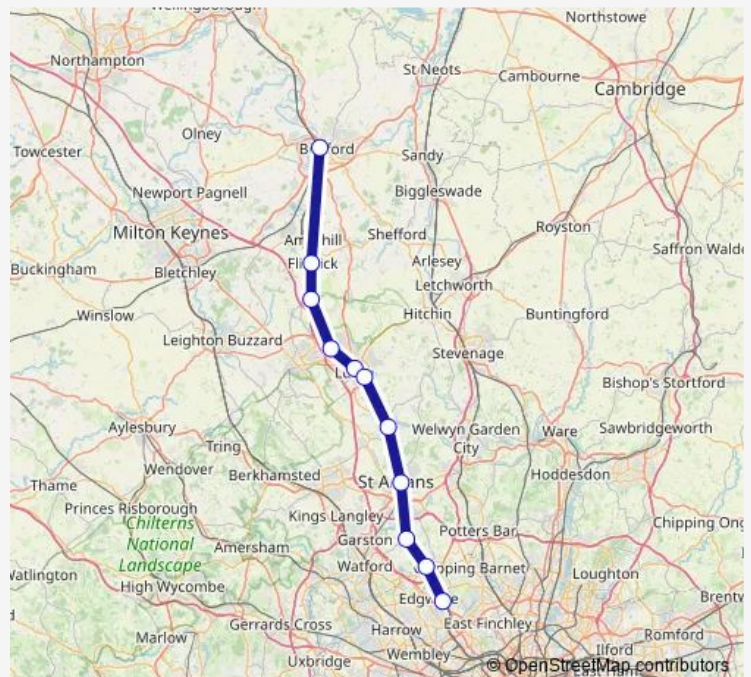 Northstowe
Northampton
St Neots
Cambourne
Cambridge
Olney
Towcester
Sandy
Newport Pagnell
Biggleswade
Milton Keynes
Shefford
Royston
Buckingham
Bletchley
Arlesey
Letchworth
Winslow
Hitchin
Buntingford
Leighton Buzzard
Stevenage
Bishop's Stortford
Aylesbury
Welwyn Garden
City
Ware
Sawbridgeworth
Tring
Wendover
Berkhamsted
Hoddesdon
Thame
Princes Risborough
Kings Langley
Chilterns
National
Landscape
Garston
Potters Bar
Chipping
Amersham
Watford
Loughton
High Wycombe
Gerrards Cross
East Finchley
Marlow
Harrow
Romford
Uxbridge
Wembley
Ilford
© OpenStreetMap contributors